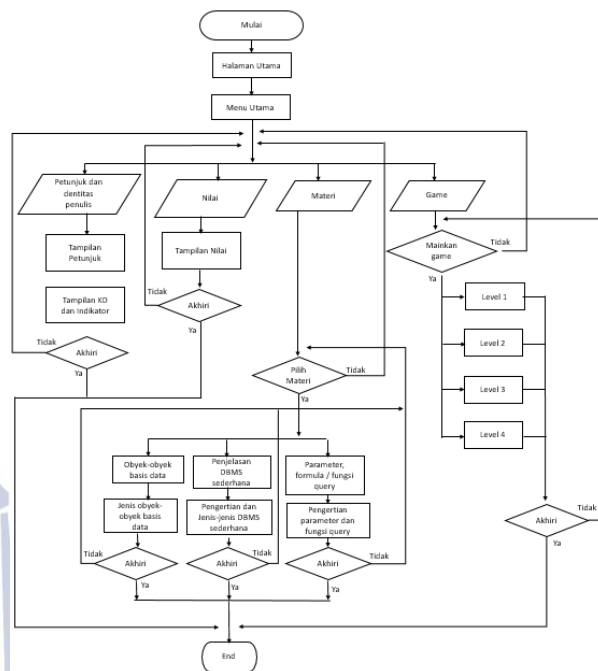 Mulai
Halaman Utama
Menu Utama
Petunjuk dan
dentitas
penulis
Nilai
Materi
Game
Tampilan
Petunjuk
Tampilan Nilai
Mainkan
game
Tidak
Ya
Tampilan KD
dan Indikator
Tidak
Akhiri
Ya
Level 1
Level 2
Level 3
Level 4
Tidak
Akhiri
Ya
Pilih
Materi
Tidak
Ya
Obyek-obyek
basis data
Penjelasan
DBMS
sederhana
Parameter,
formula / fungsi
query
Jenis obyek-
obyek basis
data
Pengertian dan
Jenis-jenis DBMS
sederhana
Pengertian
parameter dan
fungsi query
Tidak
Akhiri
Ya
Tidak
Akhiri
Ya
Tidak
Akhiri
Ya
Tidak
Akhiri
Ya
End